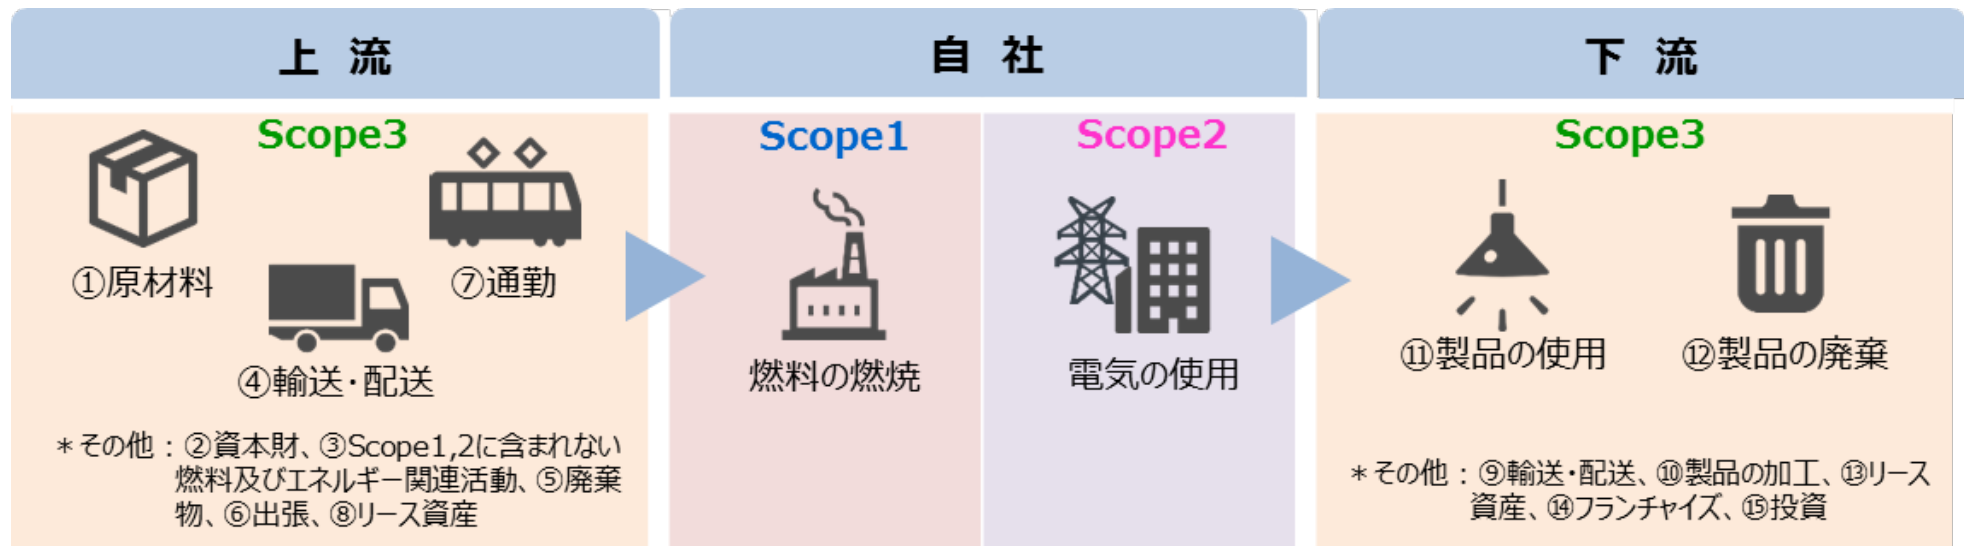 上 流
Scope3
①原材料
⑦通勤
④輸送・配送
＊その他：②資本財、③Scope1,2に含まれない
燃料及びエネルギー関連活動、⑤廃棄
物、⑥出張、⑧リース資産
自 社
Scope1
燃料の燃焼
Scope2
電気の使用
下 流
Scope3
⑪製品の使用
⑫製品の廃棄
＊その他：⑨輸送・配送、⑩製品の加工、⑬リース
資産、⑭フランチャイズ、⑮投資